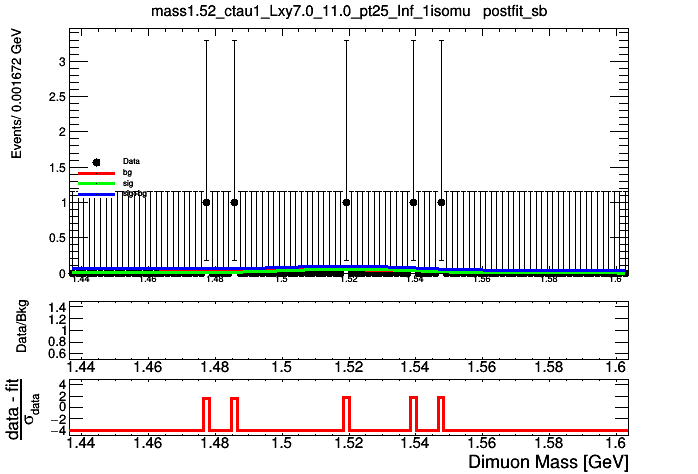 mass1.52_ctau1_Lxy7.0_11.0_pt25_Inf_1isomu postfit_sb
Events/ 0.001672 GeV
3
2.5
2
1.5
1
0.5
0
Data
bg
sig
sig+bg
1.44 1.46 1.48 1.5 1.52 1.54 1.56 1.58 1.6
Data/Bkg
1.4
1.2
1
0.8
0.6
1.44 1.46 1.48 1.5 1.52 1.54 1.56 1.58 1.6
data - fit
σdata
4
2
0
−2
−4
1.44 1.46 1.48 1.5 1.52 1.54 1.56 1.58 1.6
Dimuon Mass [GeV]